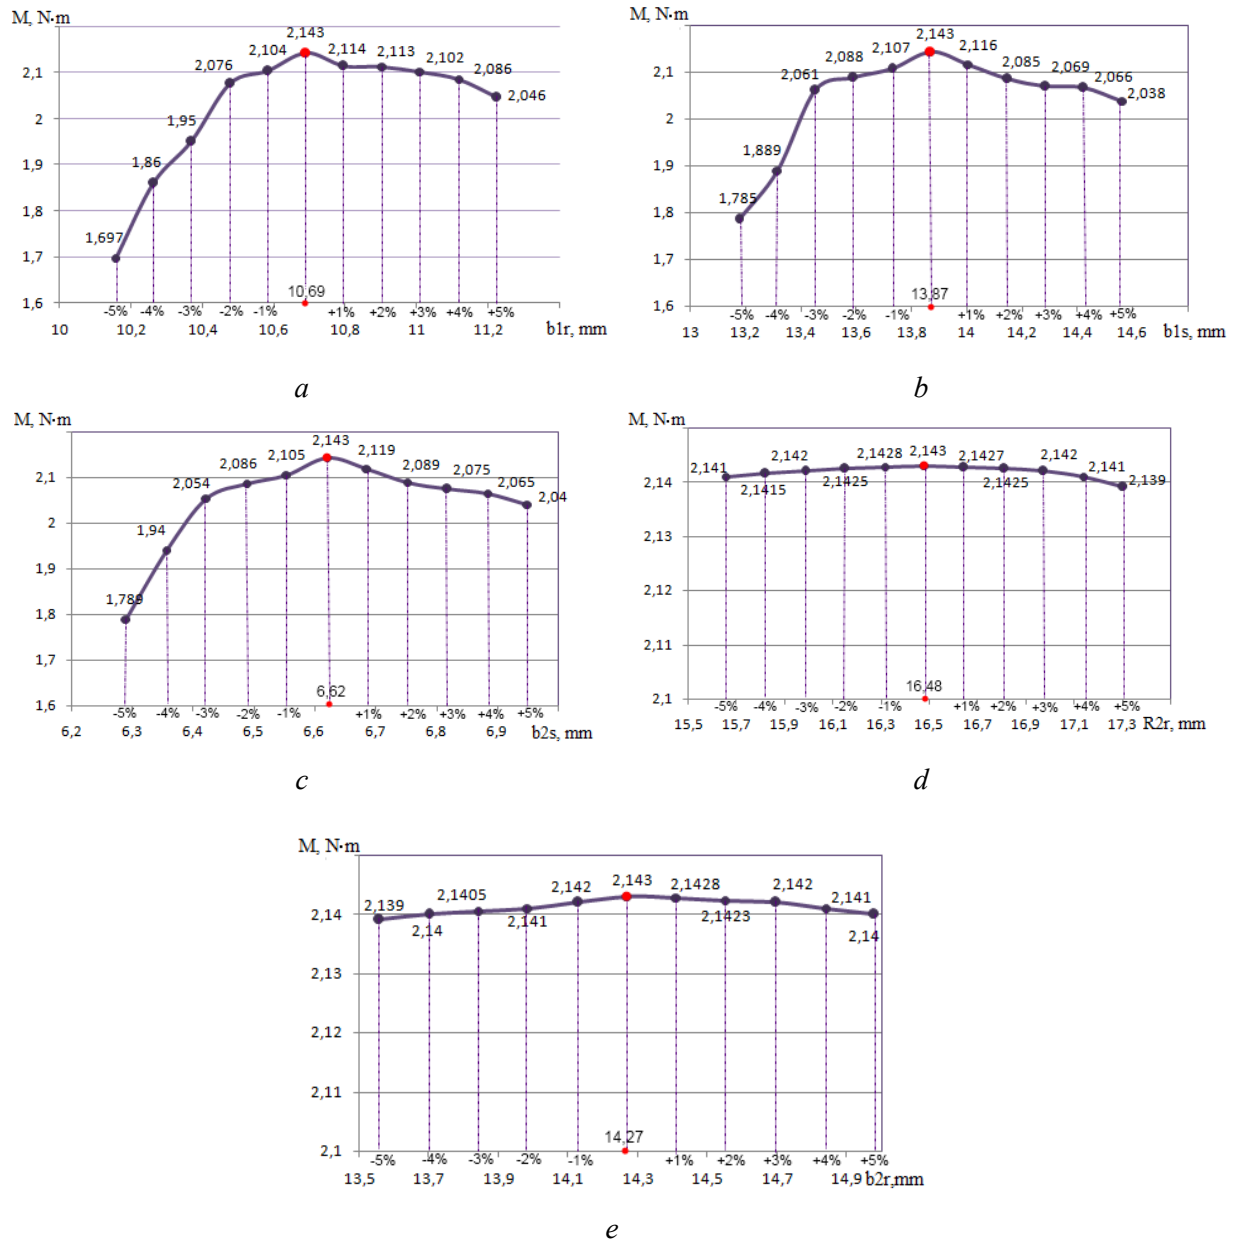 M, N·m
2,143
2,104
2,114
2,113
2,102
2,076
2,086
2,046
1,95
1,86
1,697
2,1
2
1,9
1,8
1,7
1,6
10,69
-5% -4% -3% -2% -1% +1% +2% +3% +4% +5%
10 10,2 10,4 10,6 10,8 11 11,2 b1r, mm
a
M, N·m
2,143
2,107
2,116
2,088
2,085
2,069
2,061
2,066
2,038
1,889
1,785
2,1
2
1,9
1,8
1,7
1,6
13,87
-5% -4% -3% -2% -1% +1% +2% +3% +4% +5%
13 13,2 13,4 13,6 13,8 14 14,2 14,4 14,6 b1s, mm
b
M, N·m
2,143
2,105
2,119
2,086
2,089
2,075
2,054
2,065
2,04
1,94
1,789
2,1
2
1,9
1,8
1,7
1,6
6,62
-5% -4% -3% -2% -1% +1% +2% +3% +4% +5%
6,2 6,3 6,4 6,5 6,6 6,7 6,8 6,9 b2s, mm
c
M, N·m
2,141 2,142 2,1428 2,143 2,1427 2,142 2,141 2,139
2,1415 2,1425 2,1425
2,14
2,13
2,12
2,11
2,1
16,48
-5% -4% -3% -2% -1% +1% +2% +3% +4% +5%
15,5 15,7 15,9 16,1 16,3 16,5 16,7 16,9 17,1 17,3 R2r, mm
d
M, N·m
2,139 2,1405 2,142 2,143 2,1428 2,142 2,141
2,14 2,141 2,1423 2,14
2,14
2,13
2,12
2,11
2,1
14,27
-5% -4% -3% -2% -1% +1% +2% +3% +4% +5%
13,5 13,7 13,9 14,1 14,3 14,5 14,7 14,9 b2r,mm
e